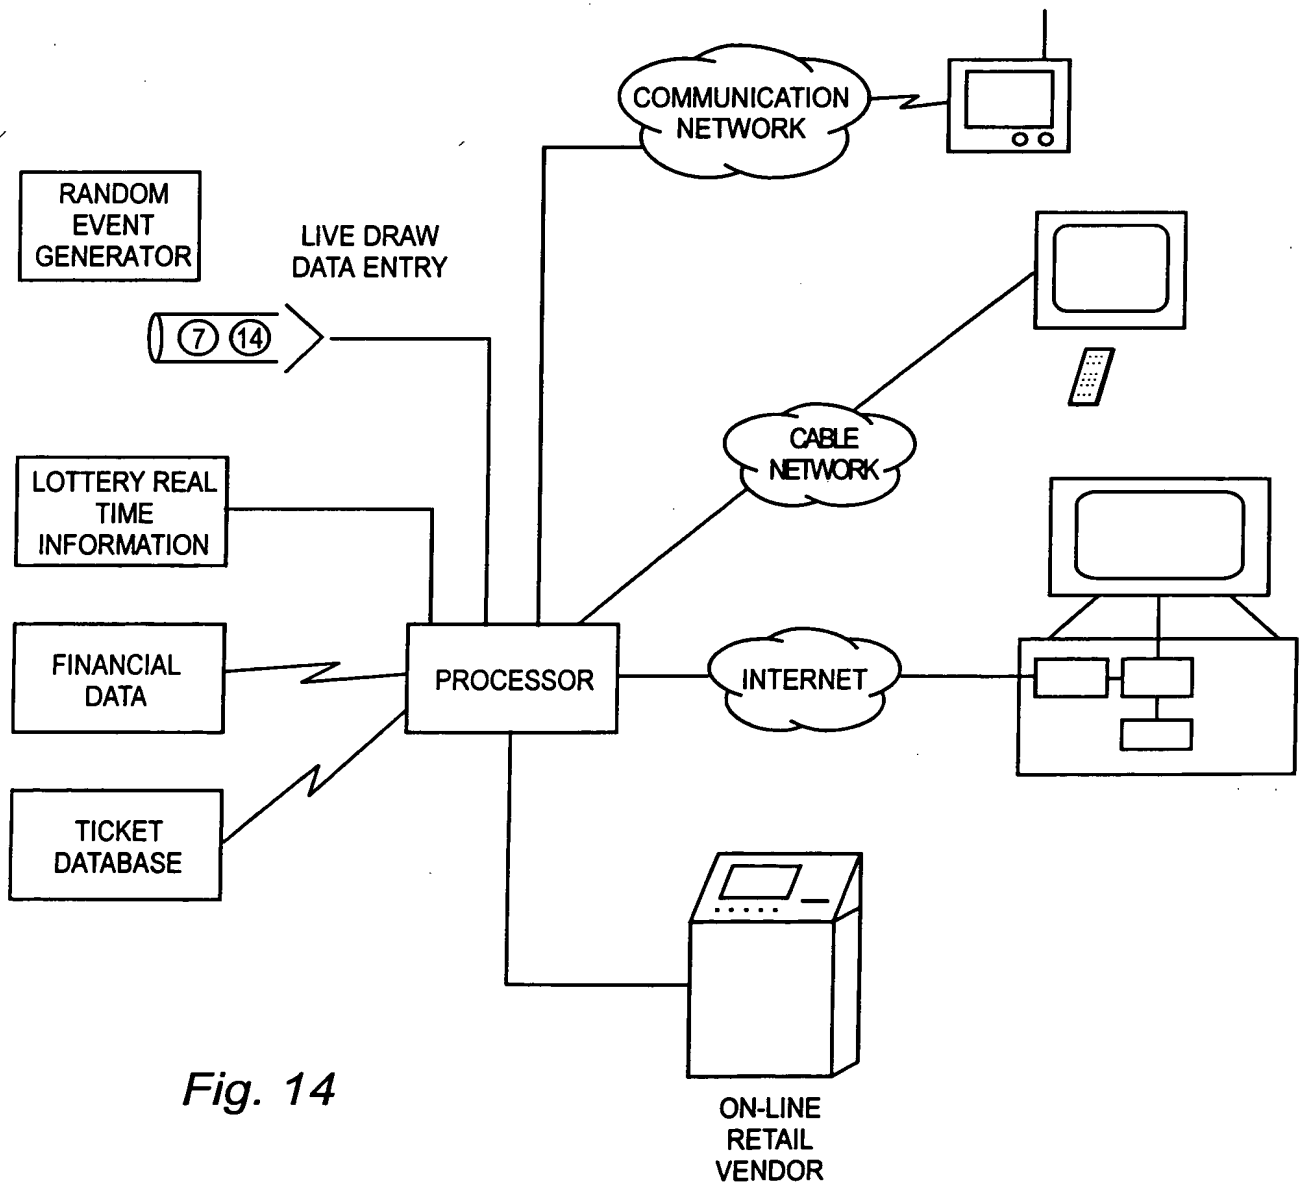 COMMUNICATION
NETWORK
RANDOM
EVENT
GENERATOR
LIVE DRAW
DATA ENTRY
7 14
CABLE
NETWORK
LOTTERY REAL
TIME
INFORMATION
FINANCIAL
DATA
PROCESSOR
INTERNET
TICKET
DATABASE
Fig. 14
ON-LINE
RETAIL
VENDOR